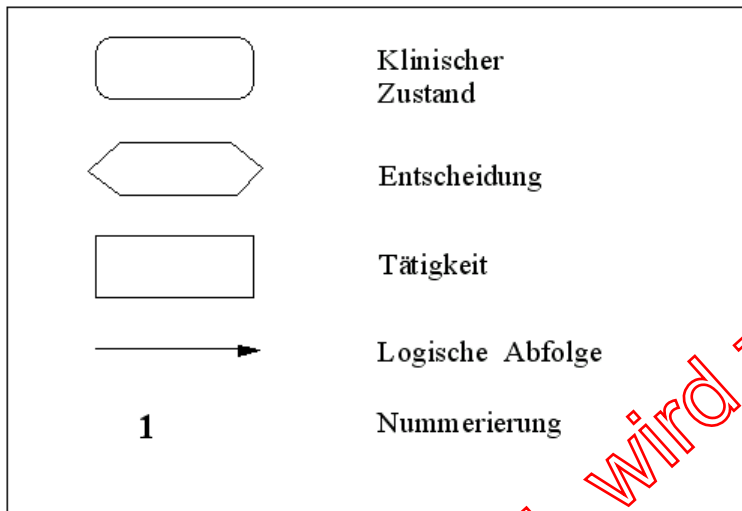 Klinischer
Zustand
Entscheidung
Tätigkeit
Logische Abfolge
1
Nummerierung
wird